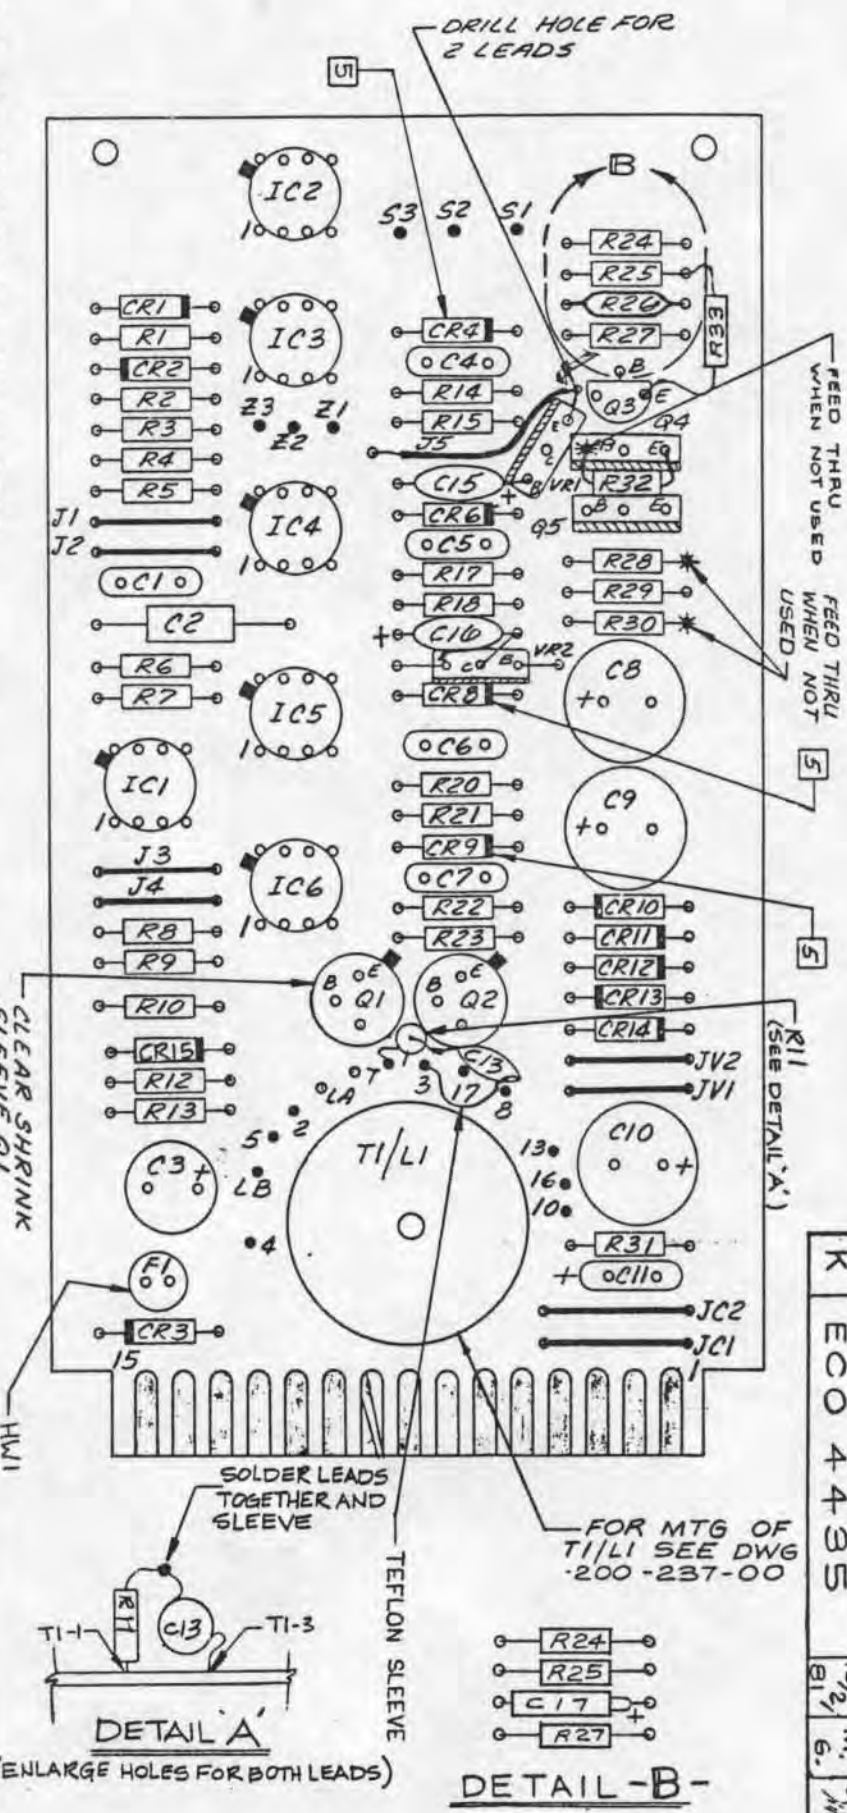 DRILL HOLE FOR
2 LEADS
5
B
IC2
S3 S2 S1
R24
R25
R26
R27
R33
FEED THRU
WHEN NOT USED
CR1
R1
CR2
R2
R3
R4
R5
J1
J2
C1
C2
R6
R7
IC3
Z3 Z2 Z1
IC4
IC5
IC1
CR4
C4
R14
R15
J5
C15
+
CR6
C5
R17
R18
+ C16
VR2
C B
CR8
C6
R20
R21
CR9
C7
R22
R23
B
Q3 E
Q4
E
C
B VR1
E
R32
B E
Q5
R28
R29
R30
FEED THRU
WHEN NOT
USED
C8
+
5
C9
+
5
J3
J4
IC6
R8
R9
R10
CR15
R12
R13
B E
Q1
B E
Q2
CR10
CR11
CR12
CR13
CR14
JV2
JV1
R11
(SEE DETAIL 'A')
CLEAR SHRINK
C13
LA 7 1 3 17 8
2
5
LB
4
T1/L1
13
16
10
C10
+
C3 +
F1
CR3
R31
+ C11
JC2
JC1
15
1
HW1
K ECO 4435
SOLDER LEADS
TOGETHER AND
SLEEVE
TEFLON SLEEVE
FOR MTG OF
T1/L1 SEE DWG
-200-237-00
R11
C13
T1-1
T1-3
DETAIL 'A'
(ENLARGE HOLES FOR BOTH LEADS)
R24
R25
C17
+
R27
DETAIL -B-